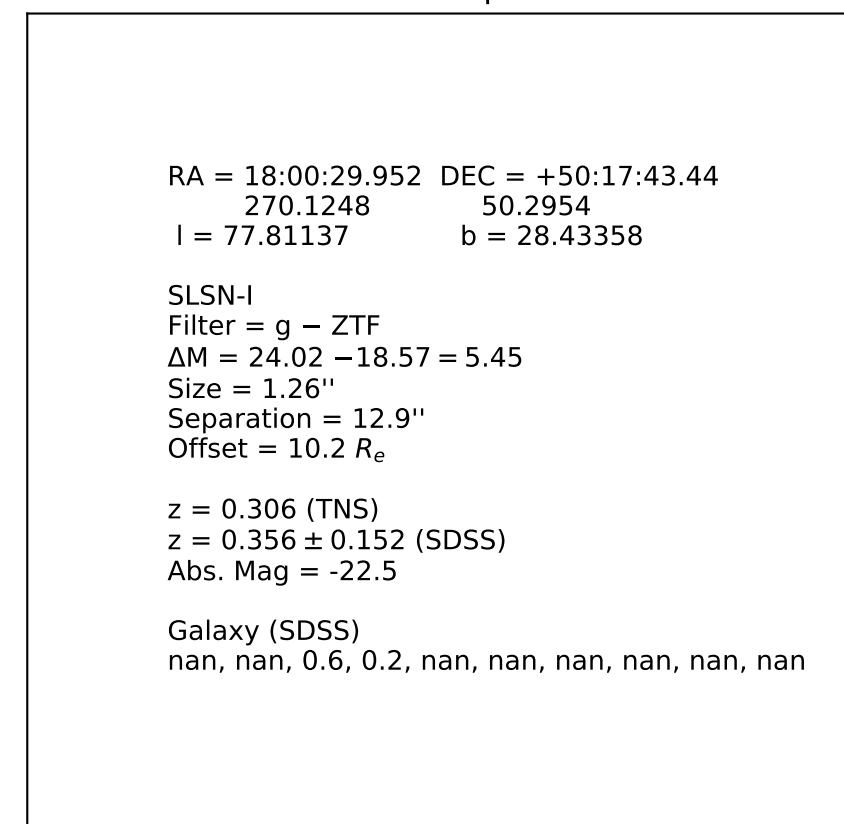 RA = 18:00:29.952 DEC = +50:17:43.44
270.1248 50.2954
l = 77.81137 b = 28.43358
SLSN-I
Filter = g − ZTF
ΔM = 24.02 −18.57 = 5.45
Size = 1.26''
Separation = 12.9''
Offset = 10.2 Re
z = 0.306 (TNS)
z = 0.356 ± 0.152 (SDSS)
Abs. Mag = -22.5
Galaxy (SDSS)
nan, nan, 0.6, 0.2, nan, nan, nan, nan, nan, nan